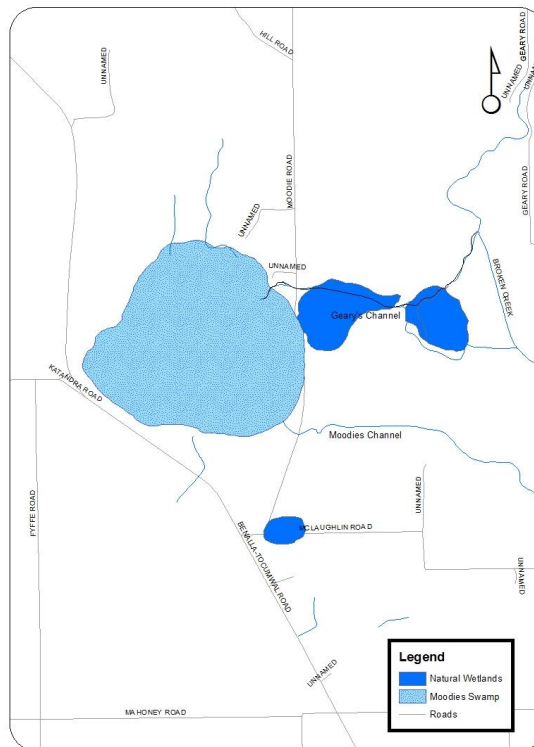 HILL ROAD
GEARY ROAD
UNNAMED
UNNAMED
UNNAMED
MOODIE ROAD
GEARY ROAD
UNNAMED
UNNAMED
BROKEN CREEK
Geary's Channel
KATANDRA ROAD
Moodies Channel
FYFFE ROAD
UNNAMED
BENALLA-TOCUMWAL ROAD
MCLAUGHLIN ROAD
UNNAMED
UNNAMED
MAHONEY ROAD
Legend
Natural Wetlands
Moodies Swamp
Roads